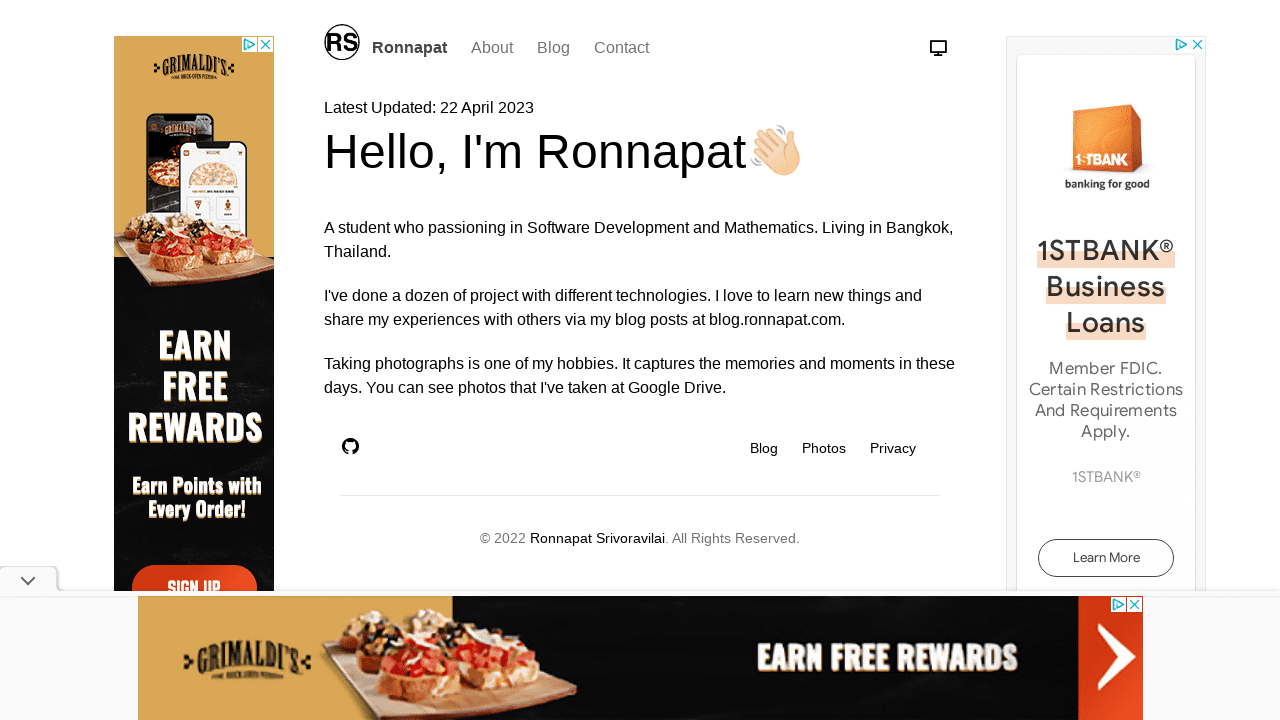 RS
Ronnapat About Blog Contact
Latest Updated: 22 April 2023
Hello, I'm Ronnapat
A student who passioning in Software Development and Mathematics. Living in Bangkok,
Thailand.
I've done a dozen of project with different technologies. I love to learn new things and
share my experiences with others via my blog posts at blog.ronnapat.com.
Taking photographs is one of my hobbies. It captures the memories and moments in these
days. You can see photos that I've taken at Google Drive.
Blog Photos Privacy
© 2022 Ronnapat Srivoravilai. All Rights Reserved.
GRIMALDI'S
COAL BRICK-OVEN PIZZERIA
EARN
FREE
REWARDS
Earn Points with
Every Order!
SIGN UP
1STBANK
banking for good
1STBANK®
Business
Loans
Member FDIC.
Certain Restrictions
And Requirements
Apply.
1STBANK®
Learn More
GRIMALDI'S
EARN FREE REWARDS